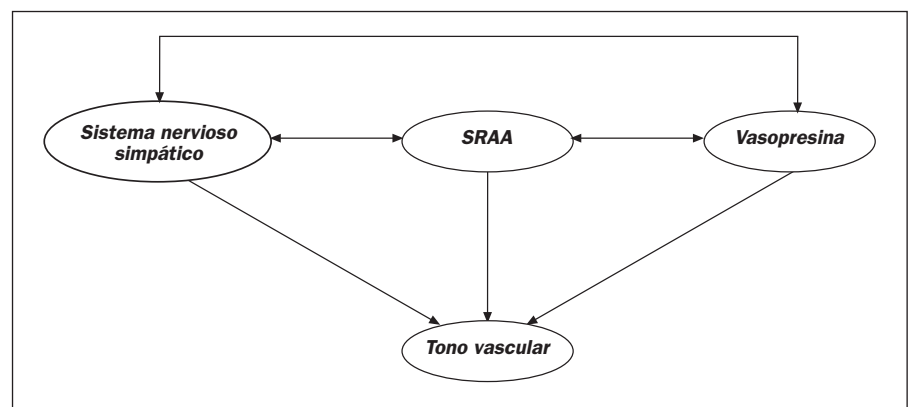 Sistema nervioso
simpático
SRAA
Vasopresina
Tono vascular